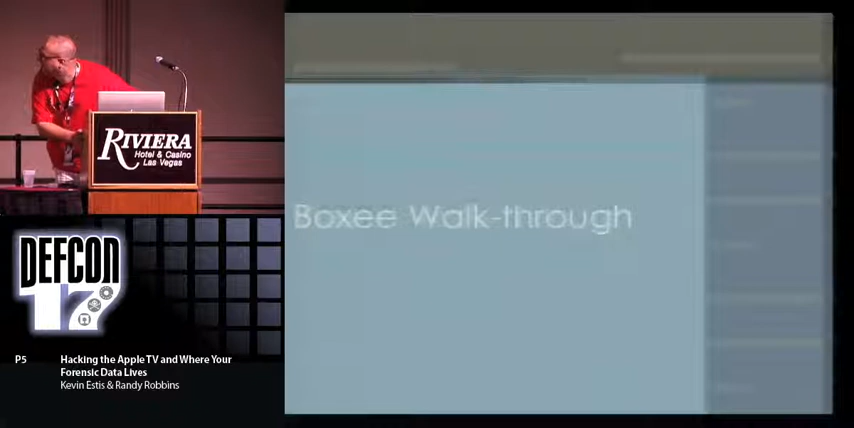 RIVIERA
Hotel & Casino
Las Vegas
Boxee Walk-through
DEFCON
17
P5 Hacking the Apple TV and Where Your
Forensic Data Lives
Kevin Estis & Randy Robbins